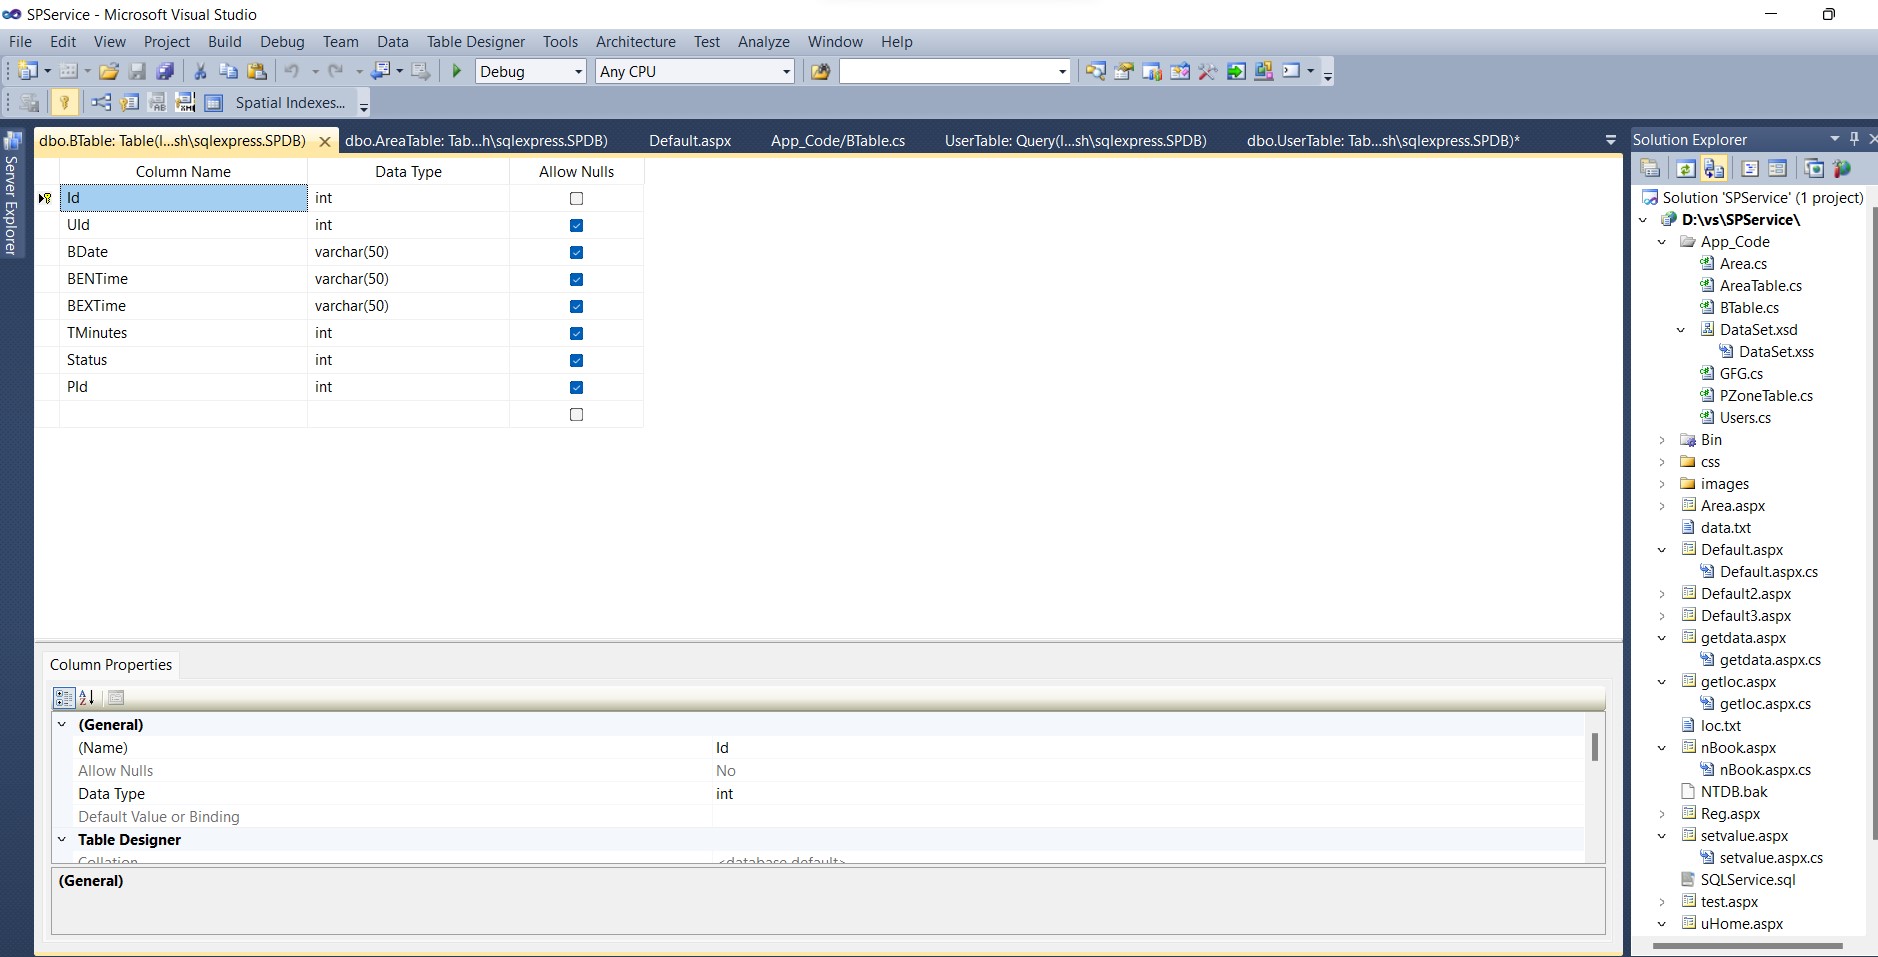 SPService - Microsoft Visual Studio
File Edit View Project Build Debug Team Data Table Designer Tools Architecture Test Analyze Window Help
Debug Any CPU
Spatial Indexes...
Server Explorer
dbo.BTable: Table(l...sh\sqlexpress.SPDB) dbo.AreaTable: Tab...h\sqlexpress.SPDB) Default.aspx App_Code/BTable.cs UserTable: Query(l...sh\sqlexpress.SPDB) dbo.UserTable: Tab...sh\sqlexpress.SPDB)*
Column Name Data Type Allow Nulls
Id int
UId int
BDate varchar(50)
BENTime varchar(50)
BEXTime varchar(50)
TMinutes int
Status int
PId int
Column Properties
(General)
(Name) Id
Allow Nulls No
Data Type int
Default Value or Binding
Table Designer
Collation <database default>
(General)
Solution Explorer
Solution 'SPService' (1 project)
D:\vs\SPService\
App_Code
Area.cs
AreaTable.cs
BTable.cs
DataSet.xsd
DataSet.xss
GFG.cs
PZoneTable.cs
Users.cs
Bin
css
images
Area.aspx
data.txt
Default.aspx
Default.aspx.cs
Default2.aspx
Default3.aspx
getdata.aspx
getdata.aspx.cs
getloc.aspx
getloc.aspx.cs
loc.txt
nBook.aspx
nBook.aspx.cs
NTDB.bak
Reg.aspx
setvalue.aspx
setvalue.aspx.cs
SQLService.sql
test.aspx
uHome.aspx